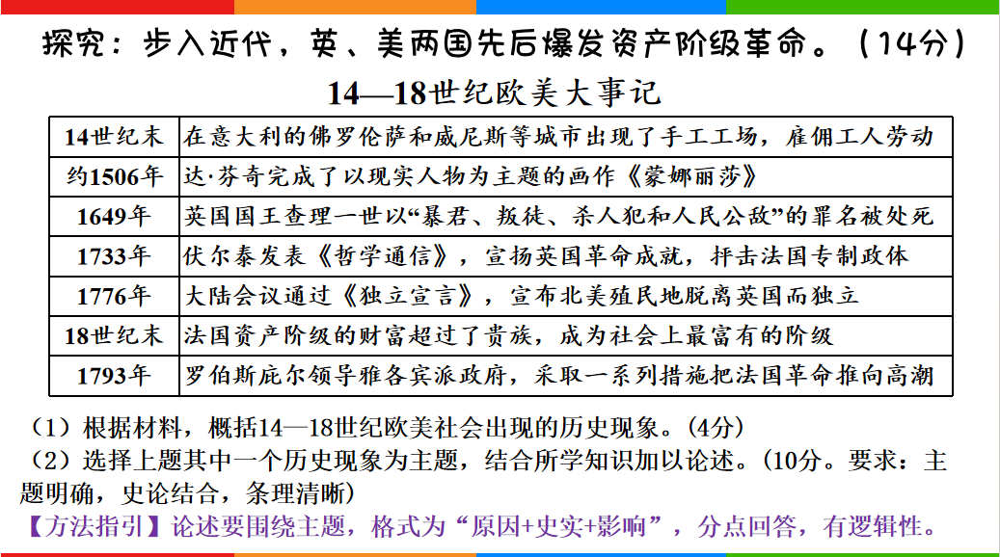 探究：步入近代，英、美两国先后爆发资产阶级革命。（14分）
14—18世纪欧美大事记
14世纪末 在意大利的佛罗伦萨和威尼斯等城市出现了手工工场，雇佣工人劳动
约1506年 达·芬奇完成了以现实人物为主题的画作《蒙娜丽莎》
1649年 英国国王查理一世以“暴君、叛徒、杀人犯和人民公敌”的罪名被处死
1733年 伏尔泰发表《哲学通信》，宣扬英国革命成就，抨击法国专制政体
1776年 大陆会议通过《独立宣言》，宣布北美殖民地脱离英国而独立
18世纪末 法国资产阶级的财富超过了贵族，成为社会上最富有的阶级
1793年 罗伯斯庇尔领导雅各宾派政府，采取一系列措施把法国革命推向高潮
（1）根据材料，概括14—18世纪欧美社会出现的历史现象。(4分)
（2）选择上题其中一个历史现象为主题，结合所学知识加以论述。(10分。要求：主
题明确，史论结合，条理清晰)
【方法指引】论述要围绕主题，格式为“原因+史实+影响”，分点回答，有逻辑性。